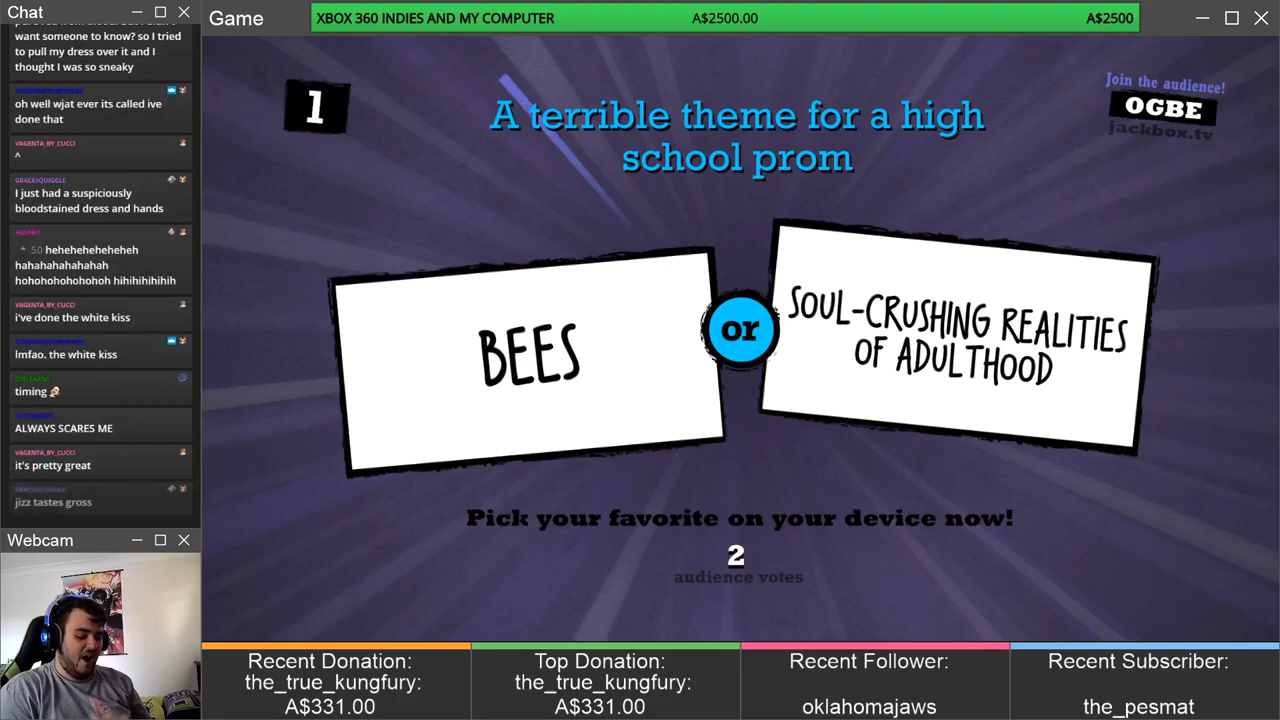 Chat
want someone to know? so I tried
to pull my dress over it and I
thought I was so sneaky
oh well wjat ever its called ive
done that
VAGENTA_BY_CUCCI
^
GRACESQUIGGLE
I just had a suspiciously
bloodstained dress and hands
50 heheheheheheheh
hahahahahahah
hohohohohohohoh hihihihihihih
VAGENTA_BY_CUCCI
i've done the white kiss
lmfao. the white kiss
timing
ALWAYS SCARES ME
VAGENTA_BY_CUCCI
it's pretty great
GRACESQUIGGLE
jizz tastes gross
Webcam
Game
XBOX 360 INDIES AND MY COMPUTER
A$2500.00
A$2500
1
A terrible theme for a high
school prom
Join the audience!
OGBE
jackbox.tv
BEES
or
SOUL-CRUSHING REALITIES
OF ADULTHOOD
Pick your favorite on your device now!
2
audience votes
Recent Donation:
the_true_kungfury:
A$331.00
Top Donation:
the_true_kungfury:
A$331.00
Recent Follower:
oklahomajaws
Recent Subscriber:
the_pesmat